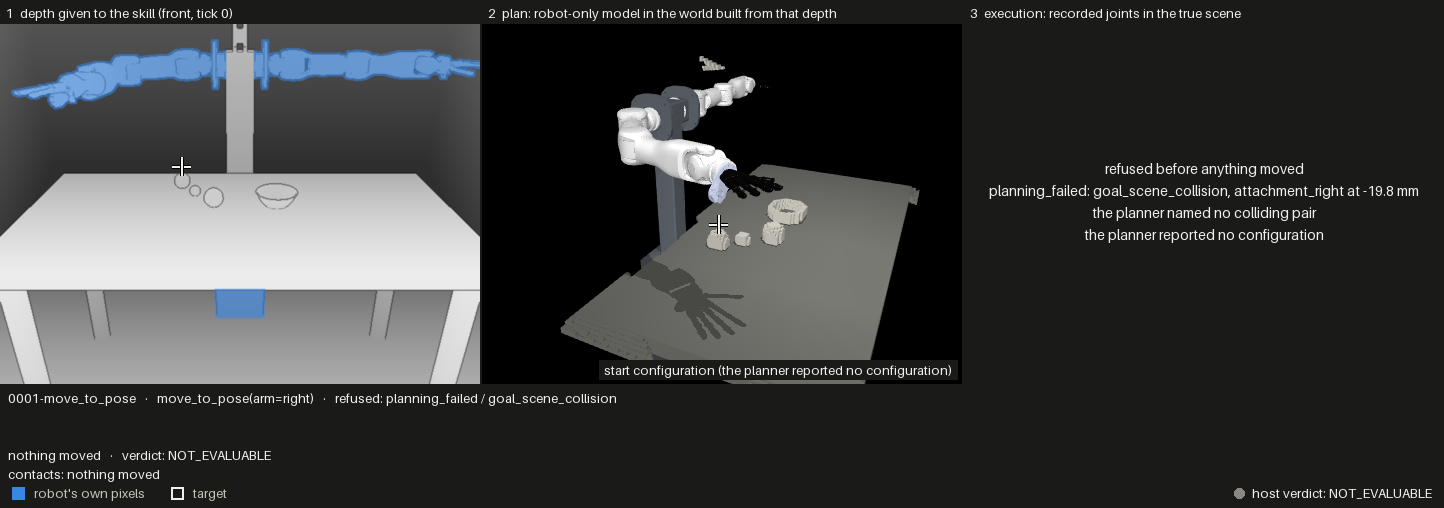 1 depth given to the skill (front, tick 0)
2 plan: robot-only model in the world built from that depth
3 execution: recorded joints in the true scene
refused before anything moved
planning_failed: goal_scene_collision, attachment_right at -19.8 mm
the planner named no colliding pair
the planner reported no configuration
start configuration (the planner reported no configuration)
0001-move_to_pose · move_to_pose(arm=right) · refused: planning_failed / goal_scene_collision
nothing moved · verdict: NOT_EVALUABLE
contacts: nothing moved
robot's own pixels
target
host verdict: NOT_EVALUABLE